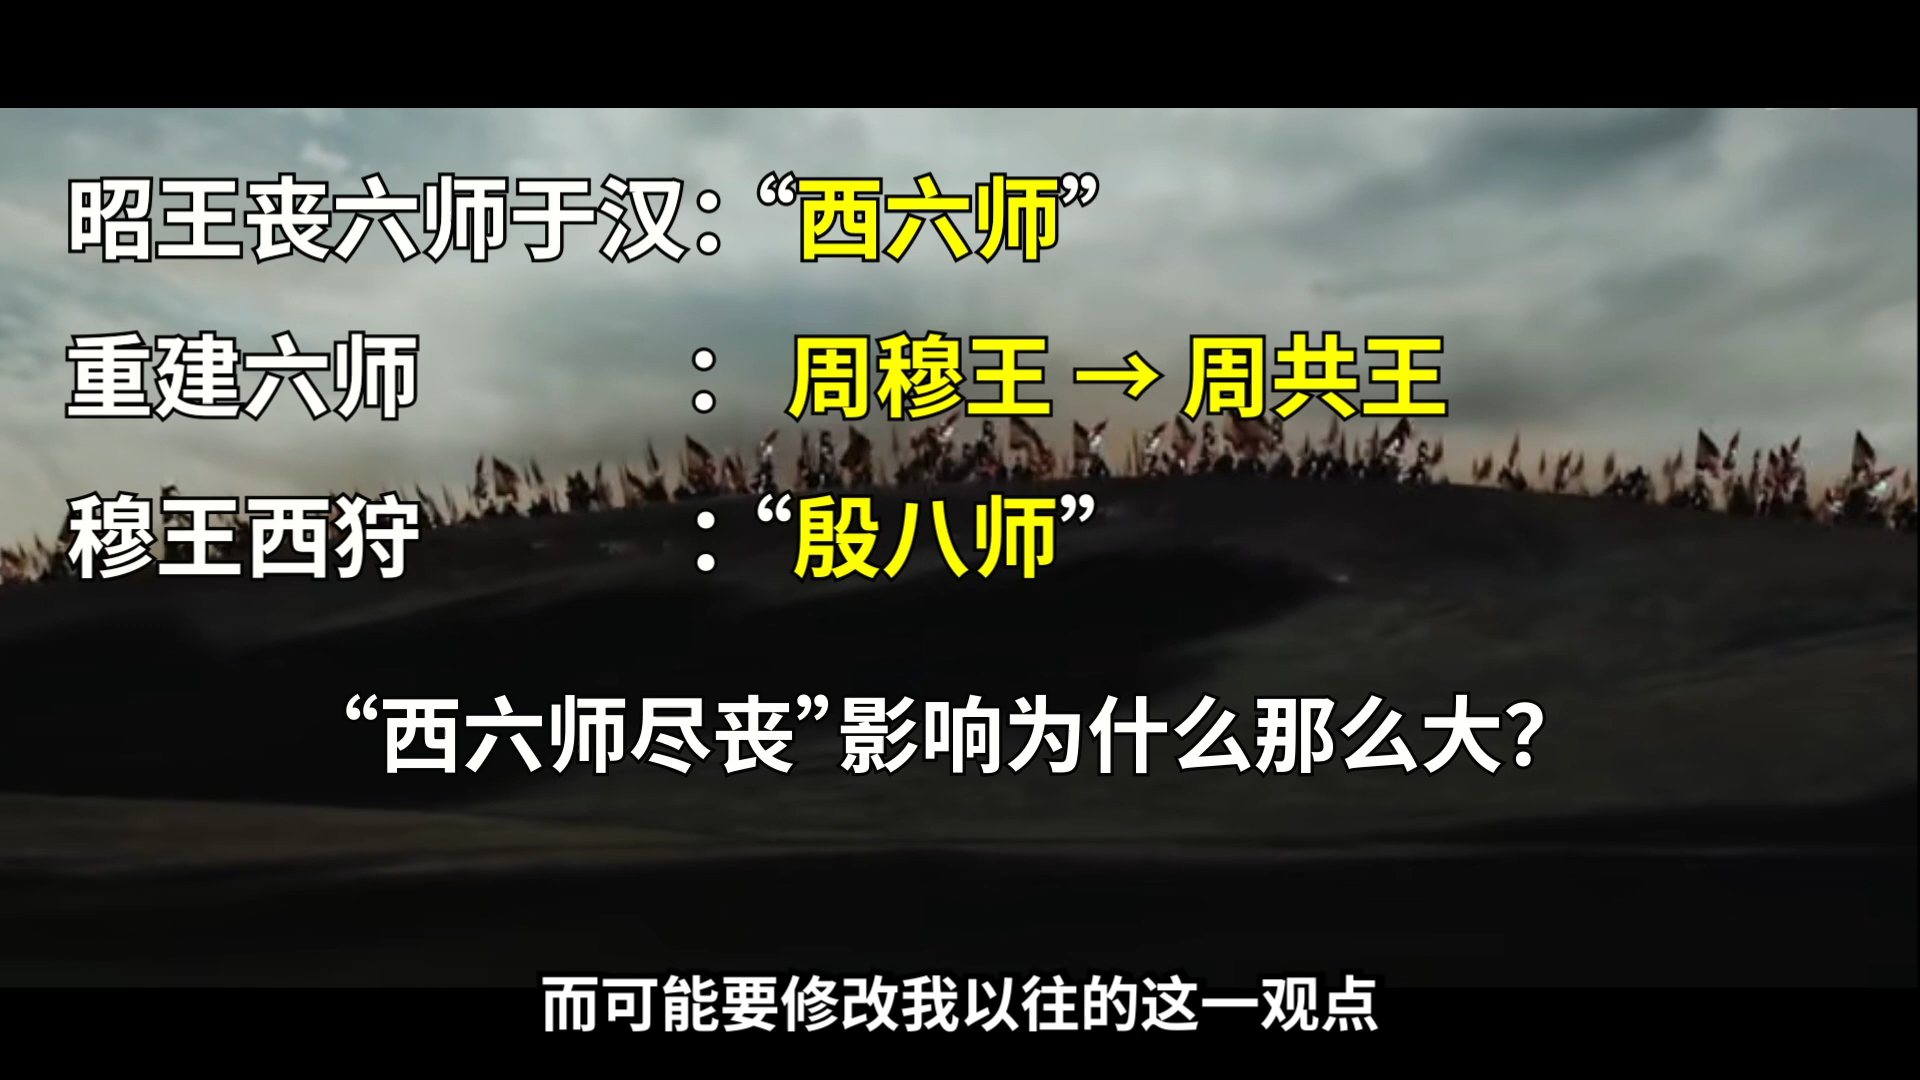 昭王丧六师于汉：“西六师”
重建六师：周穆王→周共王
穆王西狩：“殷八师”
“西六师尽丧”影响为什么那么大？
而可能要修改我以往的这一观点